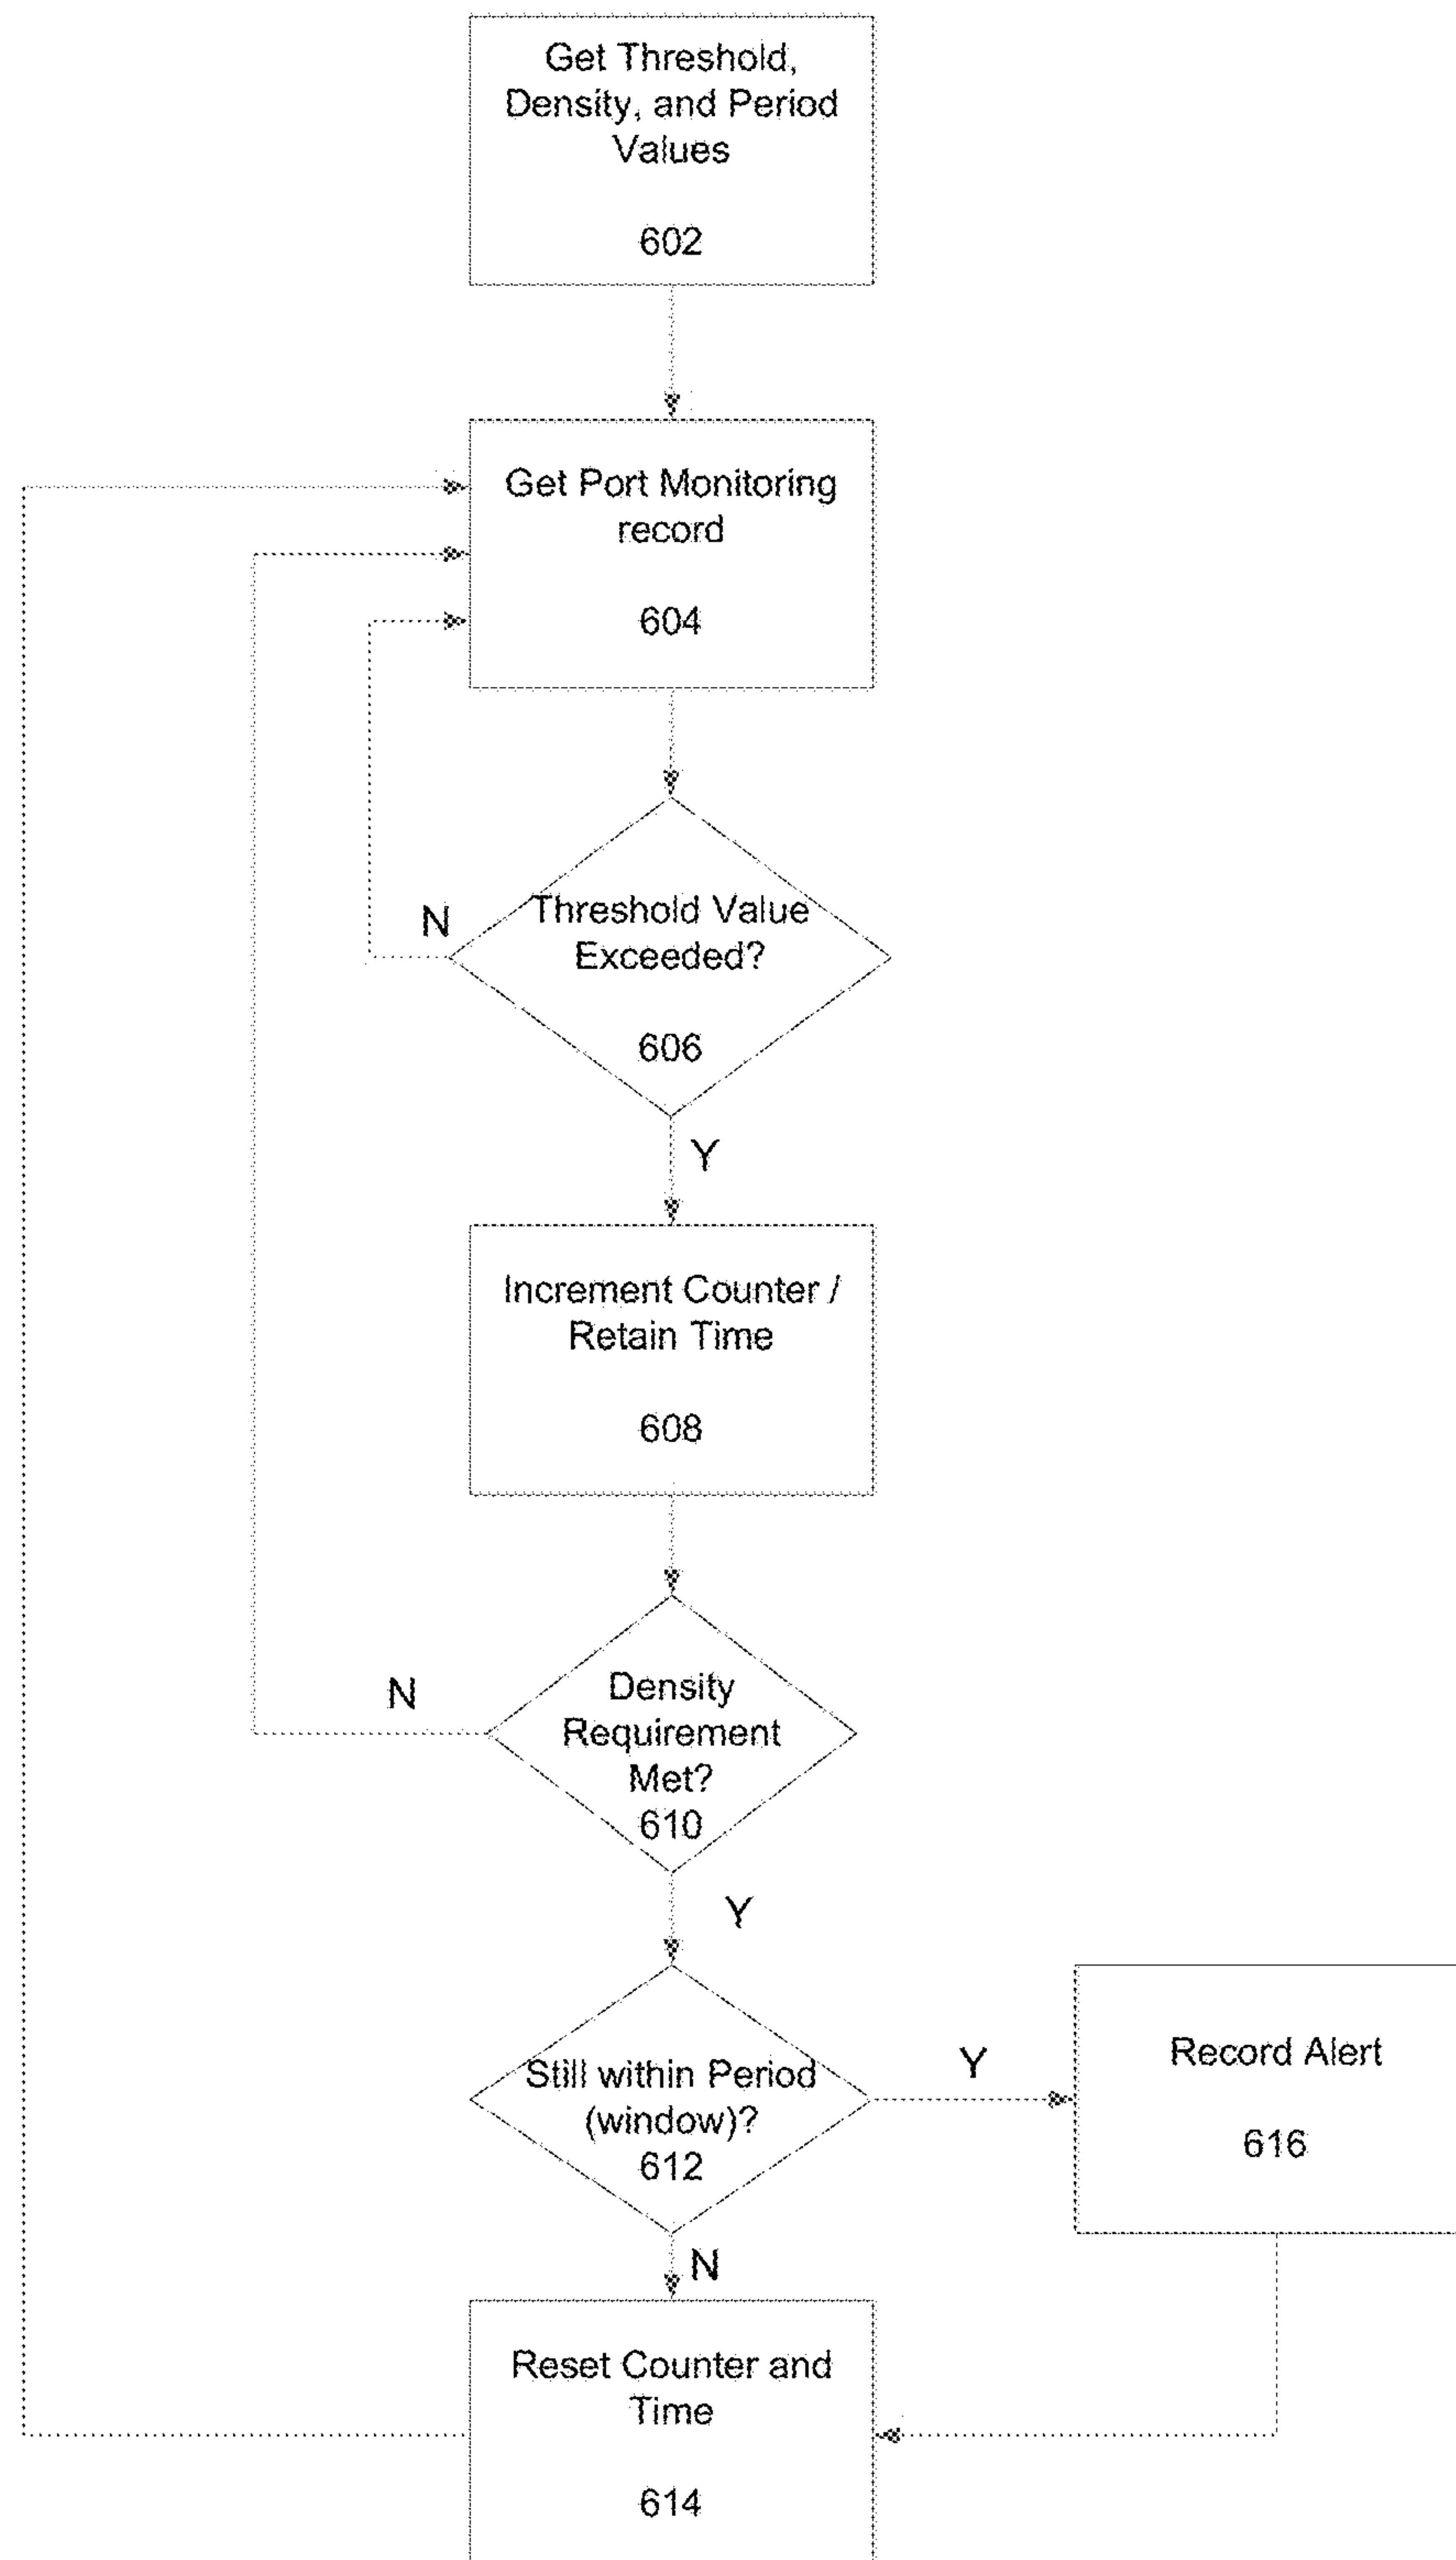 Get Threshold,
Density, and Period
Values
602
Get Port Monitoring
record
604
N
Threshold Value
Exceeded?
606
Y
Increment Counter /
Retain Time
608
N
Density
Requirement
Met?
610
Y
Still within Period
(window)?
612
Y
Record Alert
616
N
Reset Counter and
Time
614